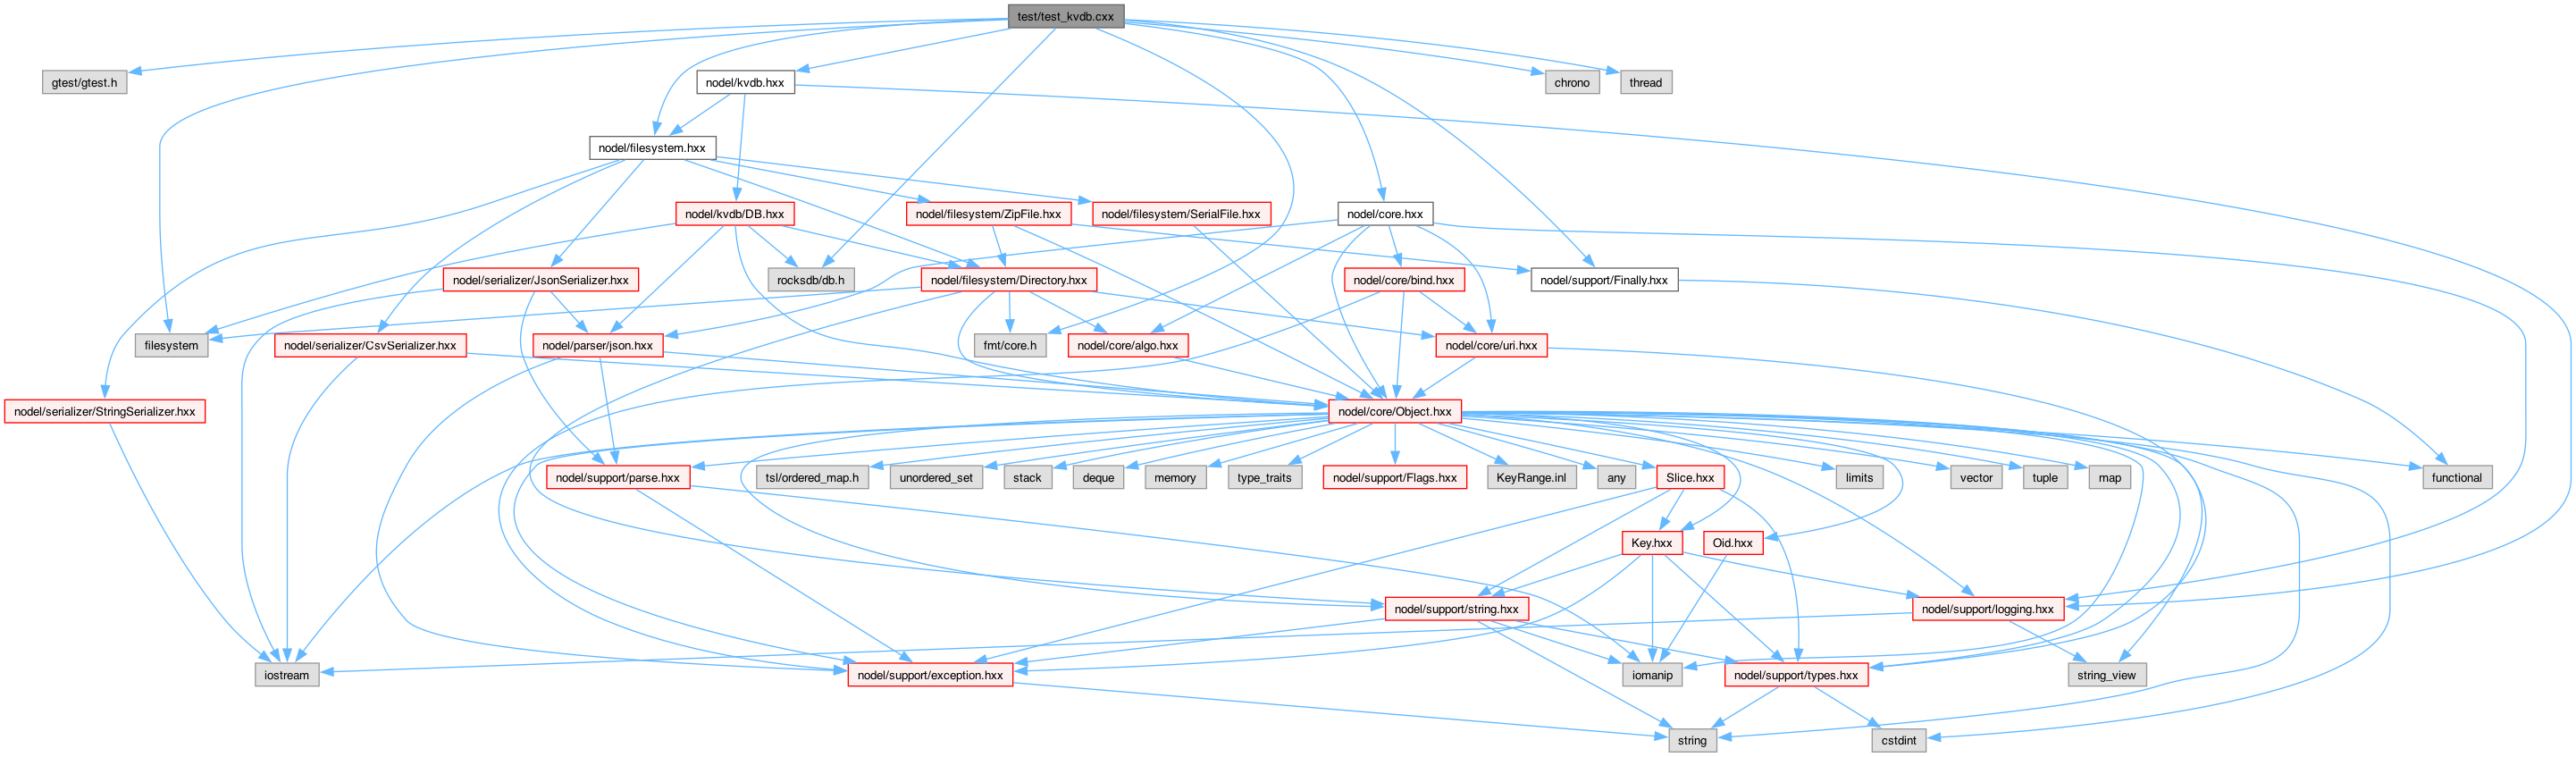 test/test_kvdb.cxx
gtest/gtest.h
nodel/kvdb.hxx
chrono
thread
nodel/filesystem.hxx
nodel/kvdb/DB.hxx
nodel/filesystem/ZipFile.hxx
nodel/filesystem/SerialFile.hxx
nodel/core.hxx
nodel/serializer/JsonSerializer.hxx
rocksdb/db.h
nodel/filesystem/Directory.hxx
nodel/core/bind.hxx
nodel/support/Finally.hxx
filesystem
nodel/serializer/CsvSerializer.hxx
nodel/parser/json.hxx
fmt/core.h
nodel/core/algo.hxx
nodel/core/uri.hxx
nodel/serializer/StringSerializer.hxx
nodel/core/Object.hxx
nodel/support/parse.hxx
tsl/ordered_map.h
unordered_set
stack
deque
memory
type_traits
nodel/support/Flags.hxx
KeyRange.inl
any
Slice.hxx
limits
vector
tuple
map
functional
Key.hxx
Oid.hxx
nodel/support/string.hxx
nodel/support/logging.hxx
iostream
nodel/support/exception.hxx
iomanip
nodel/support/types.hxx
string_view
string
cstdint